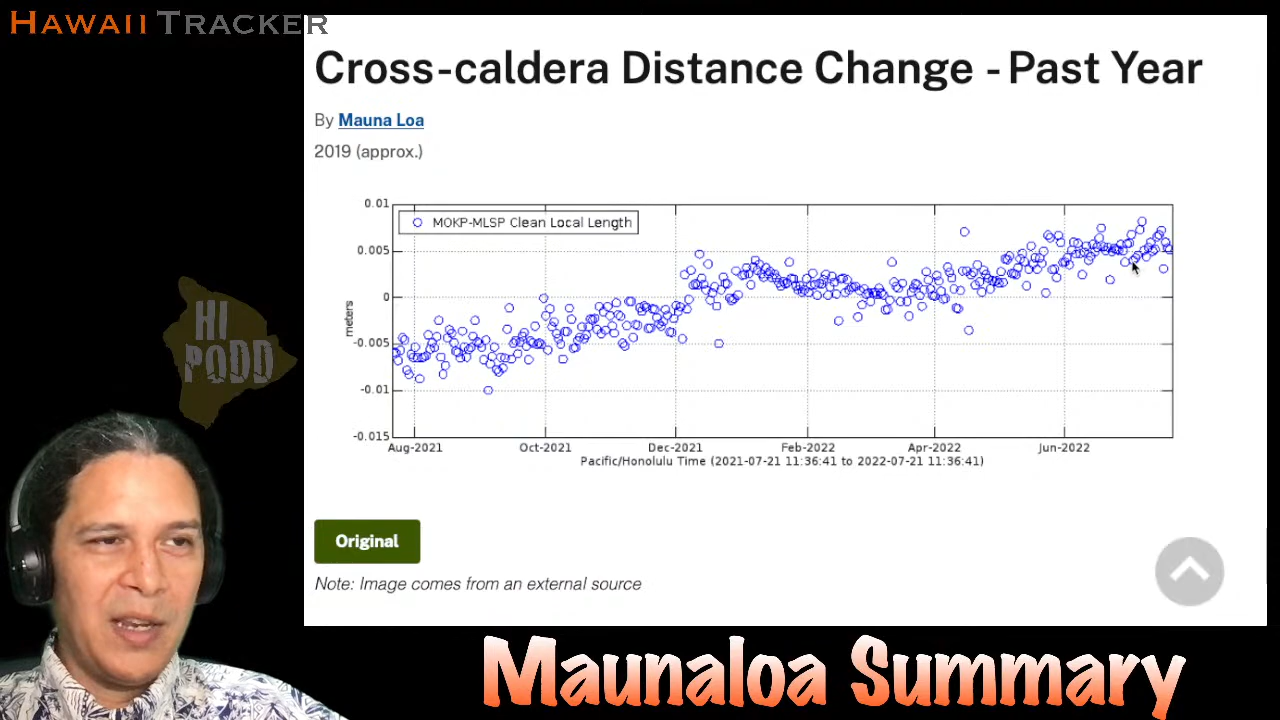 HAWAII TRACKER
Cross-caldera Distance Change - Past Year
By Mauna Loa
2019 (approx.)
0.01
MOKP-MLSP Clean Local Length
0.005
0
meters
-0.005
-0.01
-0.015
Aug-2021 Oct-2021 Dec-2021 Feb-2022 Apr-2022 Jun-2022
Pacific/Honolulu Time (2021-07-21 11:36:41 to 2022-07-21 11:36:41)
HI
PODD
Original
Note: Image comes from an external source
Maunaloa Summary